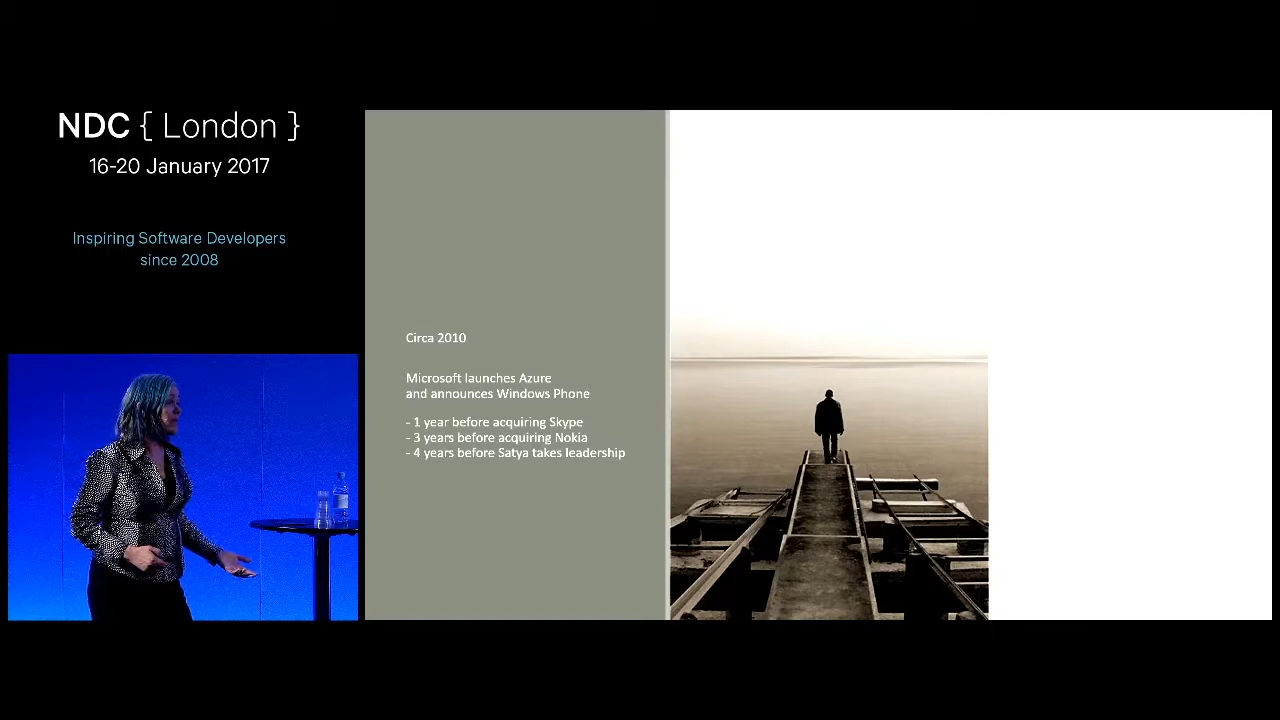 NDC { London }
16-20 January 2017
Inspiring Software Developers
since 2008
Circa 2010
Microsoft launches Azure
and announces Windows Phone
- 1 year before acquiring Skype
- 3 years before acquiring Nokia
- 4 years before Satya takes leadership